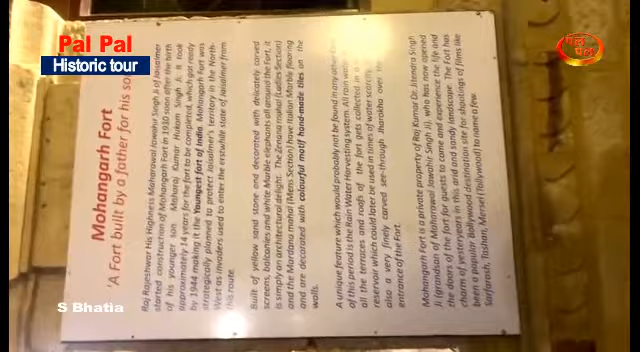 Pal Pal
Historic tour
पल पल
S Bhatia
Mohangarh Fort
'A Fort built by a father for his son
Raj Rajeshwar His Highness Maharawal Jawahir Singh Ji of Jaisalmer
started construction of Mohangarh Fort in 1910 soon after the birth
of his younger son Maharaj Kumar Hukam Singh Ji. It took
approximately 14 years for the fort to be completed, which got ready
by 1944 making it the Youngest fort of India. Mohangarh Fort was
strategically planned to protect Jaisalmer's territory in the North-
West as invaders used to enter the erstwhile state of Jaisalmer from
this route.
Built of yellow sand stone and decorated with delicately carved
screens, balconies and white Marble elephants all around the Fort, it
is simply an architectural delight. The Zenana mahal (Ladies Section)
and the Mardana mahal (Mens Section) have Italian Marble flooring
and are decorated with colourful motif hand-made tiles on the
walls.
A unique feature which would probably not be found in any other
of this period is the Rain Water Harvesting system. All rain water
all the terraces and roofs of the fort gets collected in a
reservoir which could later be used in times of water scarcity.
also a very finely carved see-through Jharokha over the
entrance of the Fort.
Mohangarh Fort is a private property of Raj Kumar Dr. Jitendra Singh
Ji (grandson of Maharawal Jawahir Singh Ji), who has now opened
the doors of the fort for guests to come and experience the life and
charm of yesteryears in this arid and sandy landscape. The Fort has
been a popular Bollywood destination site for shootings of films like
Sarfarosh, Tashan, Mersel (Tollywood) to name a few.